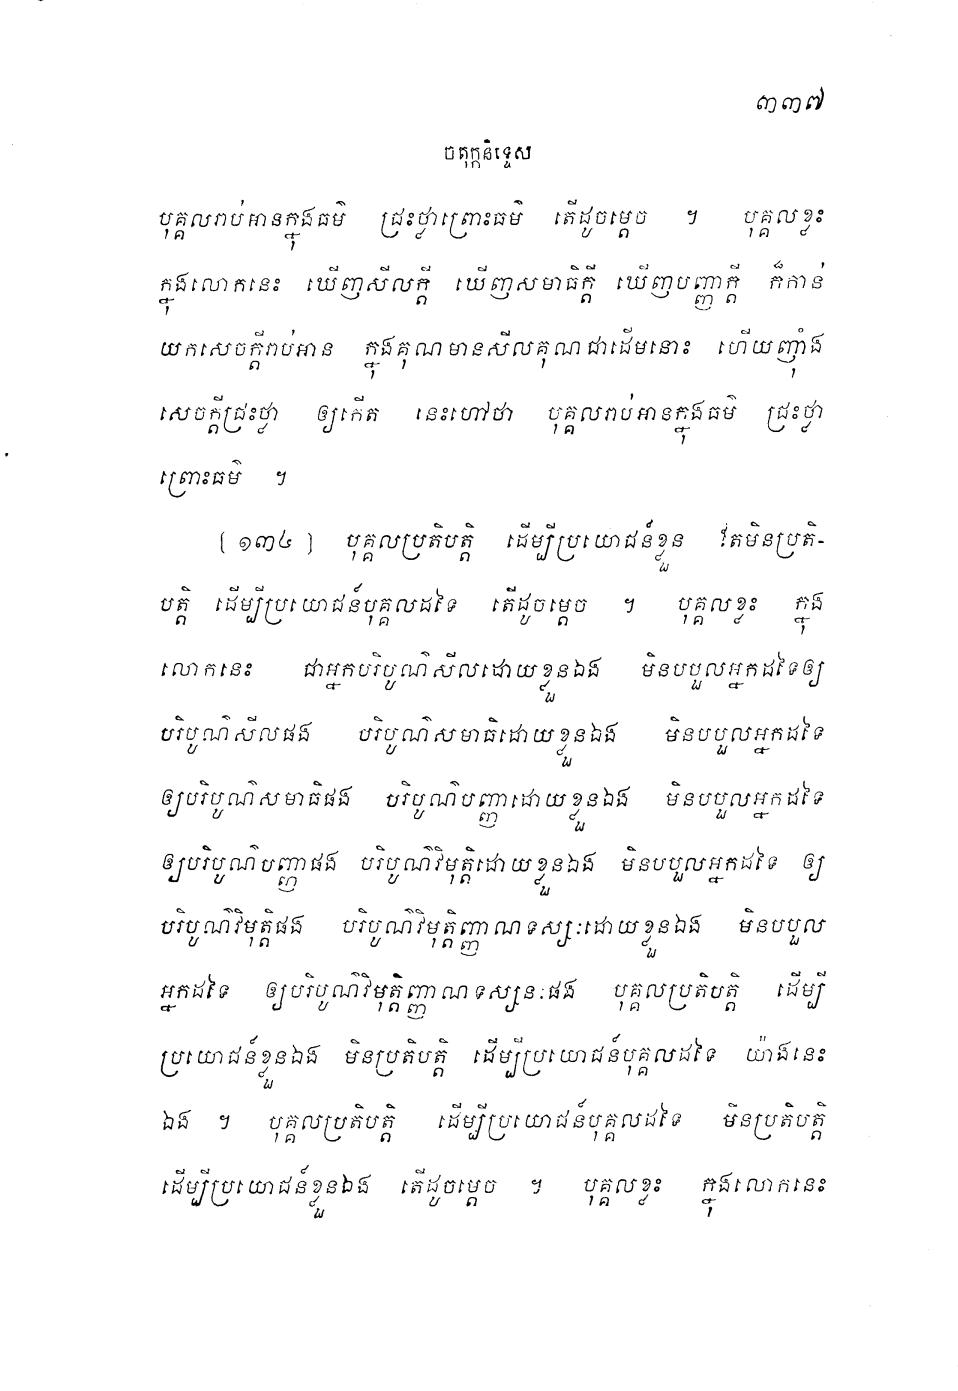 ៣៣៧
ចតុក្កនិទ្ទេស
បុគ្គលរាប់អានក្នុងធម៌ ជ្រះថ្លាព្រោះធម៌ តើដូចម្តេច ។ បុគ្គលខ្លះ
ក្នុងលោកនេះ ឃើញសីលក្តី ឃើញសមាធិក្តី ឃើញបញ្ញាក្តី ក៏កាន់
យកសេចក្តីរាប់អាន ក្នុងគុណមានសីលគុណជាដើមនោះ ហើយញ៉ាំង
សេចក្តីជ្រះថ្លា ឲ្យកើត នេះហៅថា បុគ្គលរាប់អានក្នុងធម៌ ជ្រះថ្លា
ព្រោះធម៌ ។
[ ១៣៤ ] បុគ្គលប្រតិបត្តិ ដើម្បីប្រយោជន៍ខ្លួន តែមិនប្រតិ-
បត្តិ ដើម្បីប្រយោជន៍បុគ្គលដទៃ តើដូចម្តេច ។ បុគ្គលខ្លះ ក្នុង
លោកនេះ ជាអ្នកបរិបូណ៌សីលដោយខ្លួនឯង មិនបបួលអ្នកដទៃឲ្យ
បរិបូណ៌សីលផង បរិបូណ៌សមាធិដោយខ្លួនឯង មិនបបួលអ្នកដទៃ
ឲ្យបរិបូណ៌សមាធិផង បរិបូណ៌បញ្ញាដោយខ្លួនឯង មិនបបួលអ្នកដទៃ
ឲ្យបរិបូណ៌បញ្ញាផង បរិបូណ៌វិមុត្តិដោយខ្លួនឯង មិនបបួលអ្នកដទៃ ឲ្យ
បរិបូណ៌វិមុត្តិផង បរិបូណ៌វិមុត្តិញ្ញាណទស្សៈដោយខ្លួនឯង មិនបបួល
អ្នកដទៃ ឲ្យបរិបូណ៌វិមុត្តិញ្ញាណទស្សនៈផង បុគ្គលប្រតិបត្តិ ដើម្បី
ប្រយោជន៍ខ្លួនឯង មិនប្រតិបត្តិ ដើម្បីប្រយោជន៍បុគ្គលដទៃ យ៉ាងនេះ
ឯង ។ បុគ្គលប្រតិបត្តិ ដើម្បីប្រយោជន៍បុគ្គលដទៃ មិនប្រតិបត្តិ
ដើម្បីប្រយោជន៍ខ្លួនឯង តើដូចម្តេច ។ បុគ្គលខ្លះ ក្នុងលោកនេះ